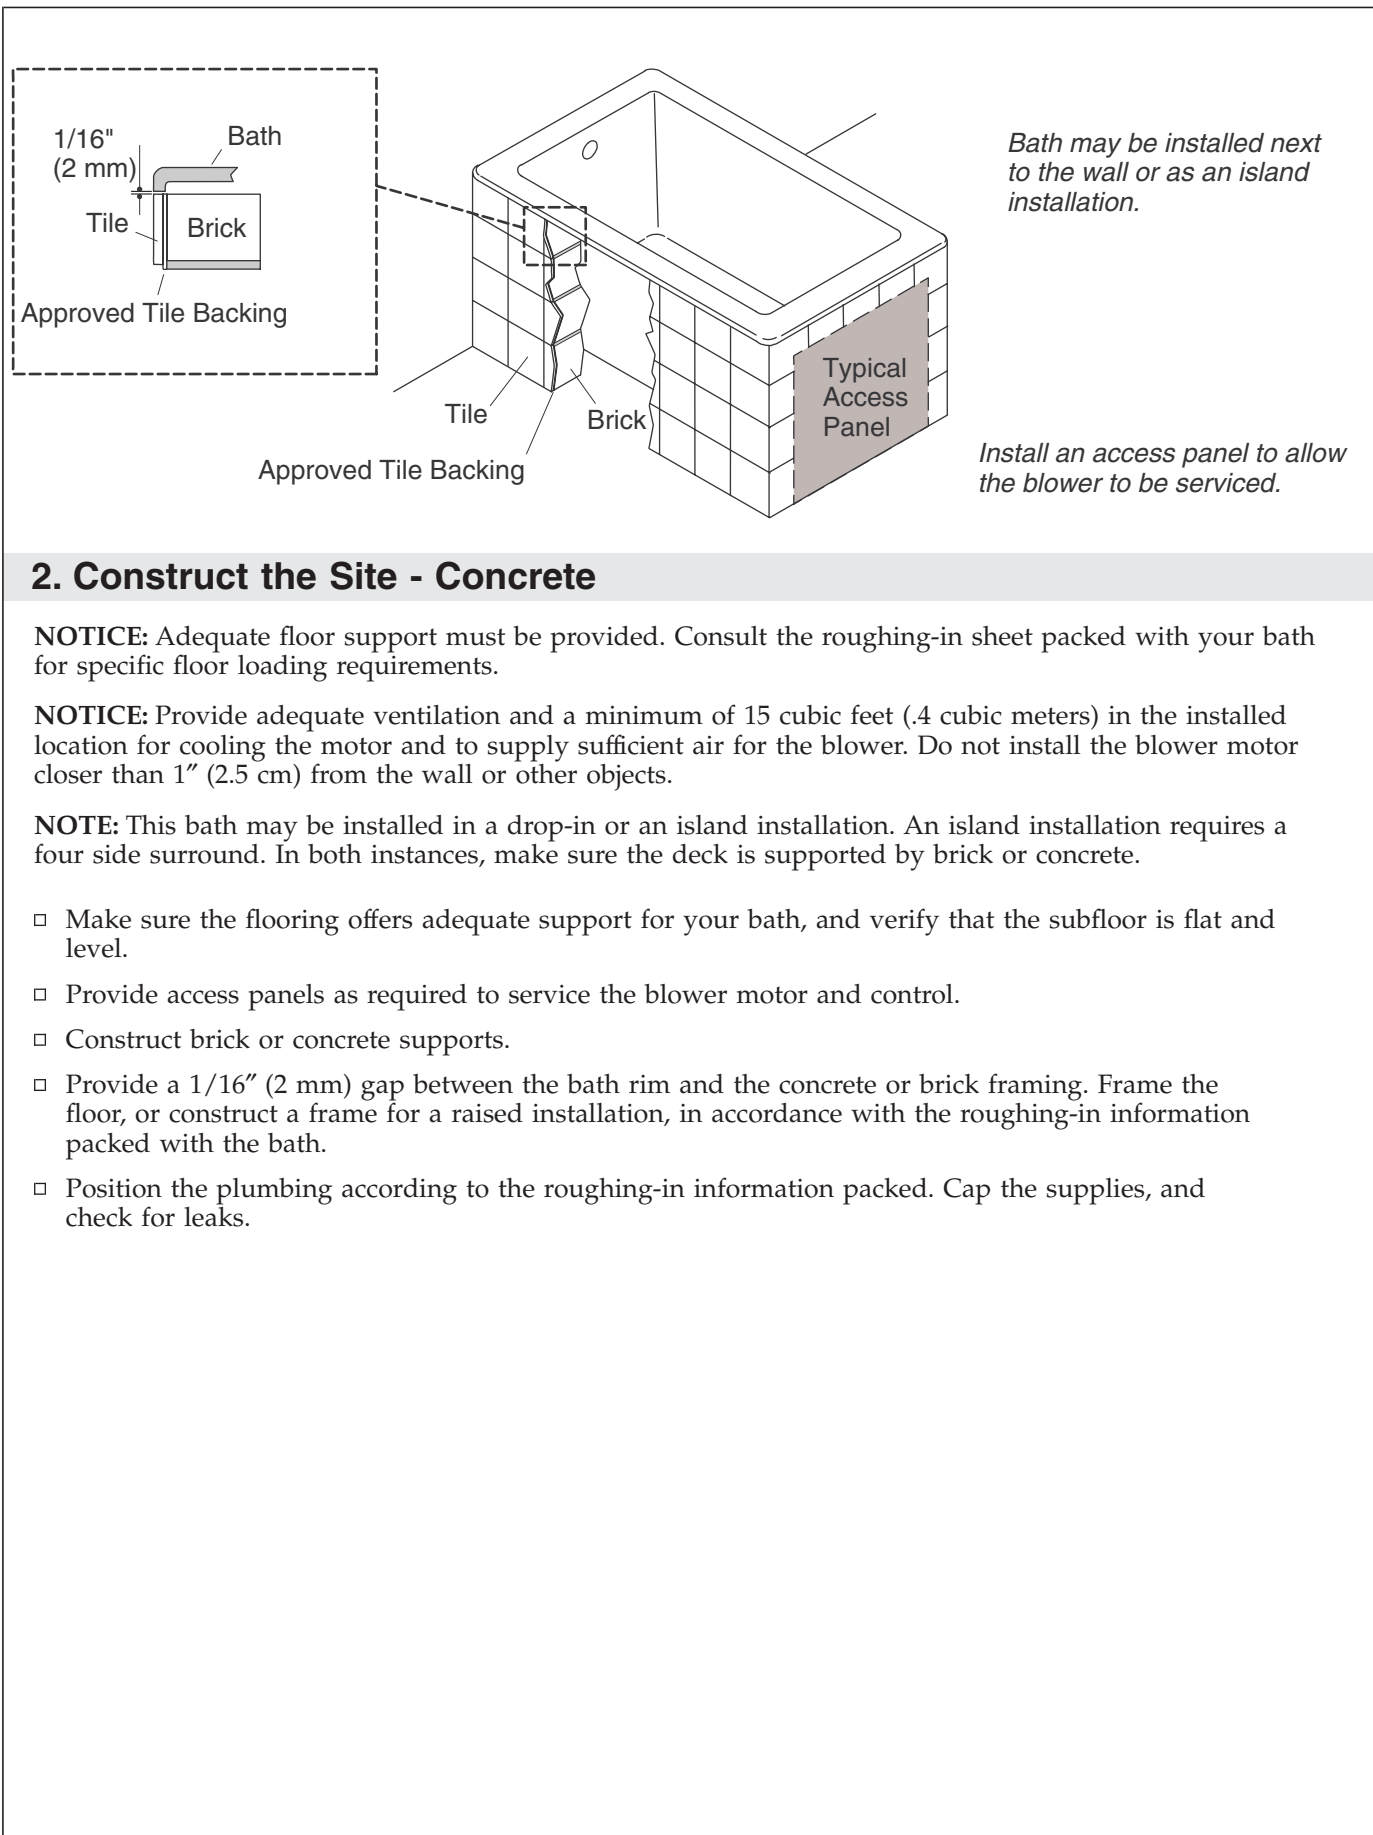 1/16"
(2 mm)
Bath
Tile
Brick
Approved Tile Backing
Bath may be installed next
to the wall or as an island
installation.
Typical
Access
Panel
Tile
Brick
Approved Tile Backing
Install an access panel to allow
the blower to be serviced.
2. Construct the Site - Concrete
NOTICE: Adequate floor support must be provided. Consult the roughing-in sheet packed with your bath
for specific floor loading requirements.
NOTICE: Provide adequate ventilation and a minimum of 15 cubic feet (.4 cubic meters) in the installed
location for cooling the motor and to supply sufficient air for the blower. Do not install the blower motor
closer than 1″ (2.5 cm) from the wall or other objects.
NOTE: This bath may be installed in a drop-in or an island installation. An island installation requires a
four side surround. In both instances, make sure the deck is supported by brick or concrete.
□ Make sure the flooring offers adequate support for your bath, and verify that the subfloor is flat and
level.
□ Provide access panels as required to service the blower motor and control.
□ Construct brick or concrete supports.
□ Provide a 1/16″ (2 mm) gap between the bath rim and the concrete or brick framing. Frame the
floor, or construct a frame for a raised installation, in accordance with the roughing-in information
packed with the bath.
□ Position the plumbing according to the roughing-in information packed. Cap the supplies, and
check for leaks.